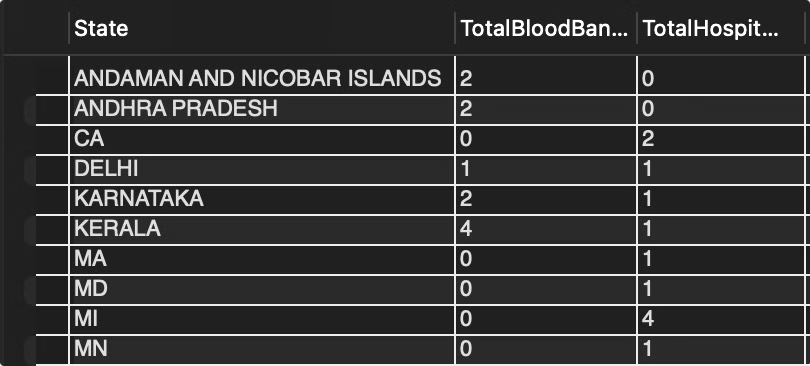 State TotalBloodBan... TotalHospit...
ANDAMAN AND NICOBAR ISLANDS 2 0
ANDHRA PRADESH 2 0
CA 0 2
DELHI 1 1
KARNATAKA 2 1
KERALA 4 1
MA 0 1
MD 0 1
MI 0 4
MN 0 1